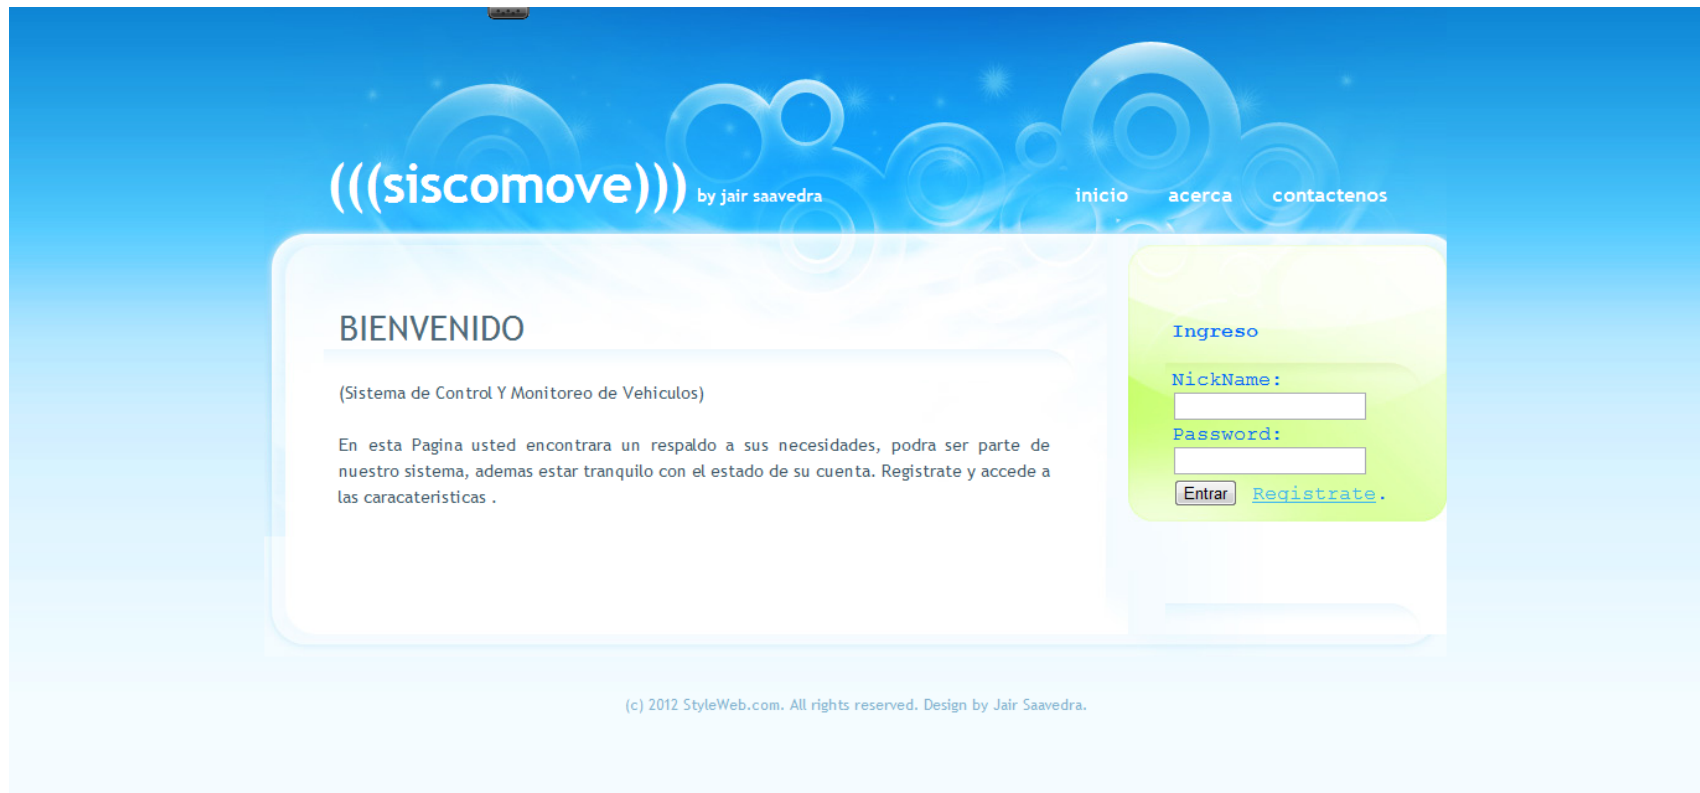 (((siscomove))) by jair saavedra
inicio acerca contactenos
BIENVENIDO
(Sistema de Control Y Monitoreo de Vehiculos)
En esta Pagina usted encontrara un respaldo a sus necesidades, podra ser parte de
nuestro sistema, ademas estar tranquilo con el estado de su cuenta. Registrate y accede a
las caracateristicas .
Ingreso
NickName:
Password:
Entrar Registrate.
(c) 2012 StyleWeb.com. All rights reserved. Design by Jair Saavedra.